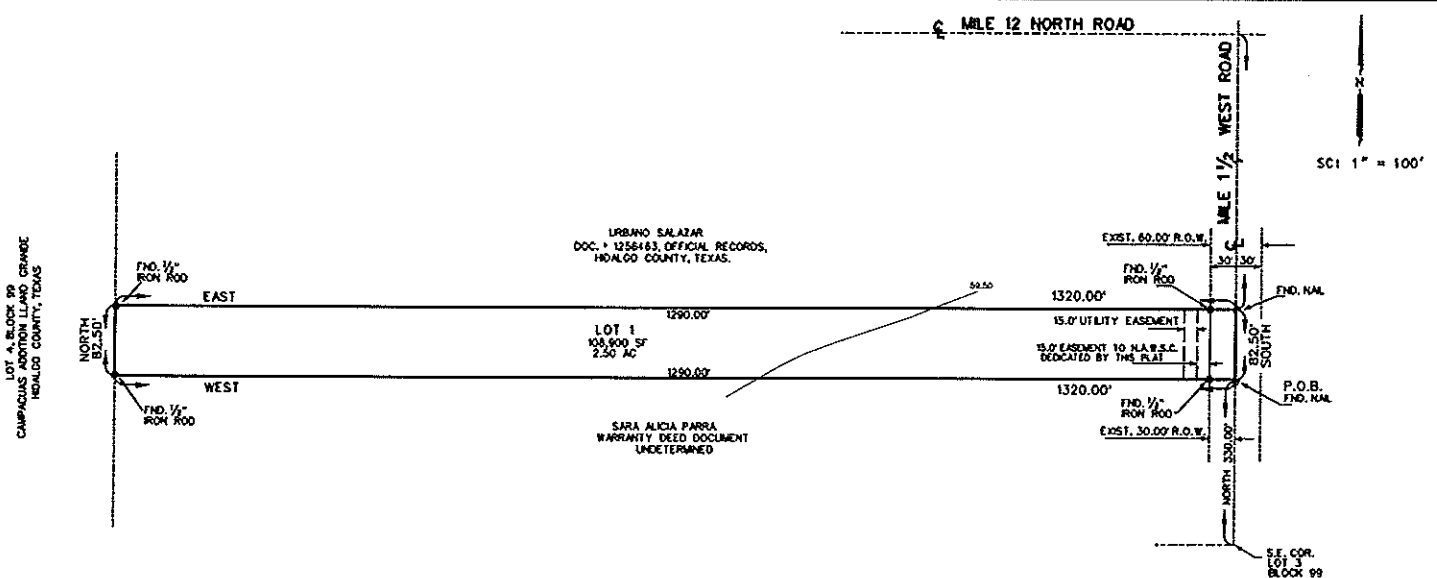 ℄ MILE 12 NORTH ROAD
MILE 1 1/2 WEST ROAD
℄
N
SC: 1" = 100'
LOT 4, BLOCK 99
CAMPACUAS ADDITION LLANO GRANDE
HIDALGO COUNTY, TEXAS
URBANO SALAZAR
DOC. # 1256463, OFFICIAL RECORDS,
HIDALGO COUNTY, TEXAS.
EXIST. 60.00' R.O.W.
30' 30'
FND. 1/2"
IRON ROD
FND. 1/2"
IRON ROD
FND. NAIL
EAST
59.50
1320.00'
1290.00'
NORTH
82.50'
LOT 1
108,900 SF
2.50 AC
15.0' UTILITY EASEMENT
15.0' EASEMENT TO N.A.W.S.C.
DEDICATED BY THIS PLAT
82.50'
SOUTH
1290.00'
WEST
1320.00'
P.O.B.
FND. NAIL
FND. 1/2"
IRON ROD
FND. 1/2"
IRON ROD
SARA ALICIA PARRA
WARRANTY DEED DOCUMENT
UNDETERMINED
EXIST. 30.00' R.O.W.
NORTH 330.00'
S.E. COR.
LOT 3
BLOCK 99